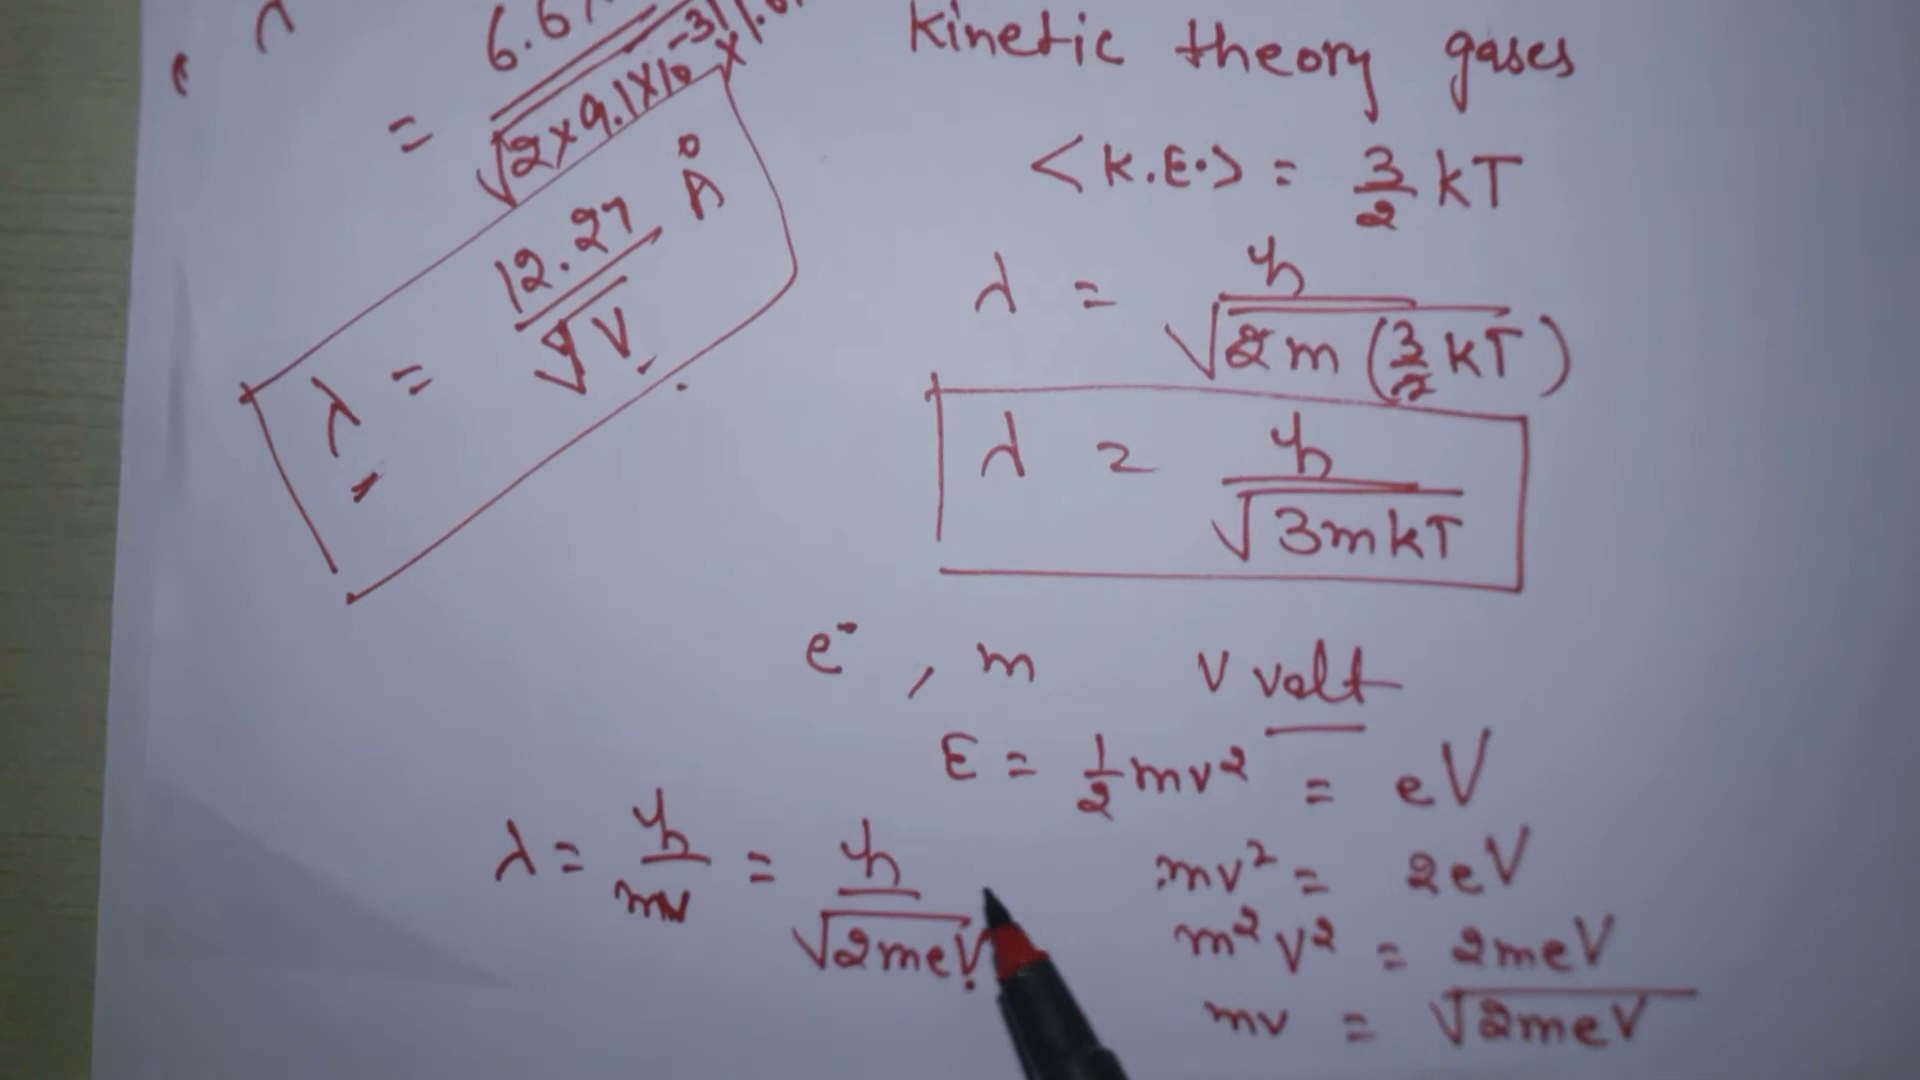 kinetic theory gases
<K.E.> = 3/2 kT
λ = h/√2m (3/2 kT)
λ = h/√3mkT
= 6.6/√2×9.1×10⁻³¹×1.
λ = 12.27/√V Å
e⁻, m V volt
E = 1/2 mv² = eV
λ = h/mv = h/√2meV
mv² = 2eV
m²v² = 2meV
mv = √2meV